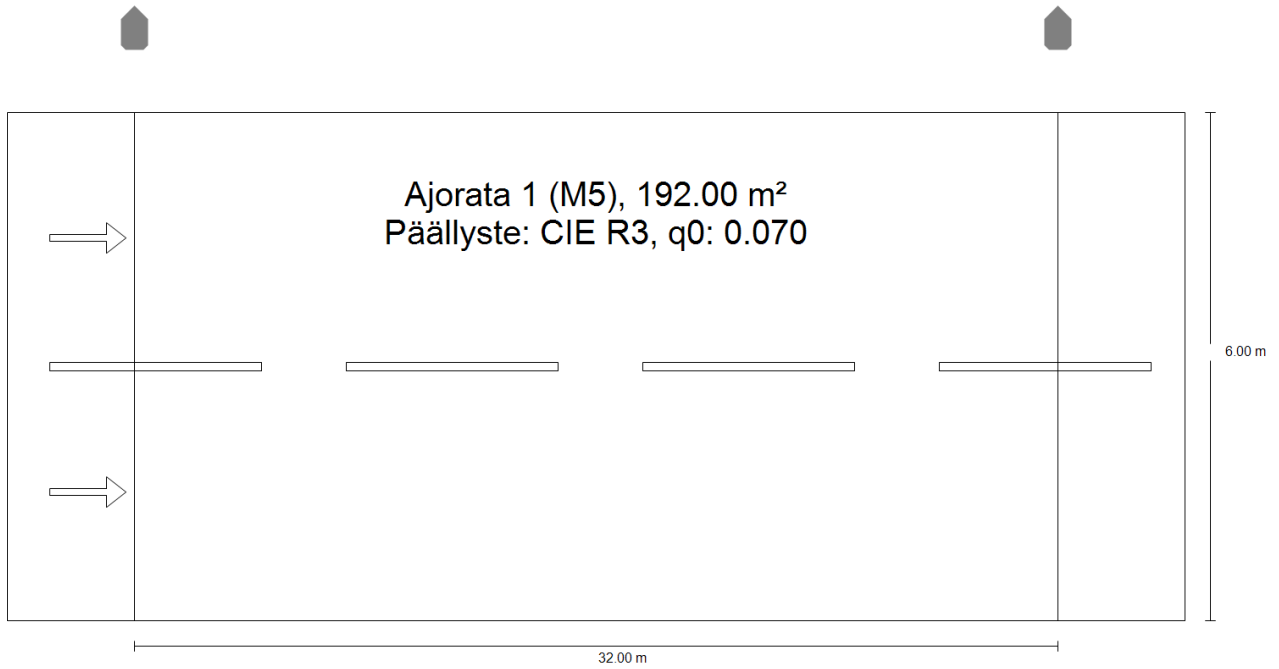 Ajorata 1 (M5), 192.00 m²
Päällyste: CIE R3, q0: 0.070
6.00 m
32.00 m